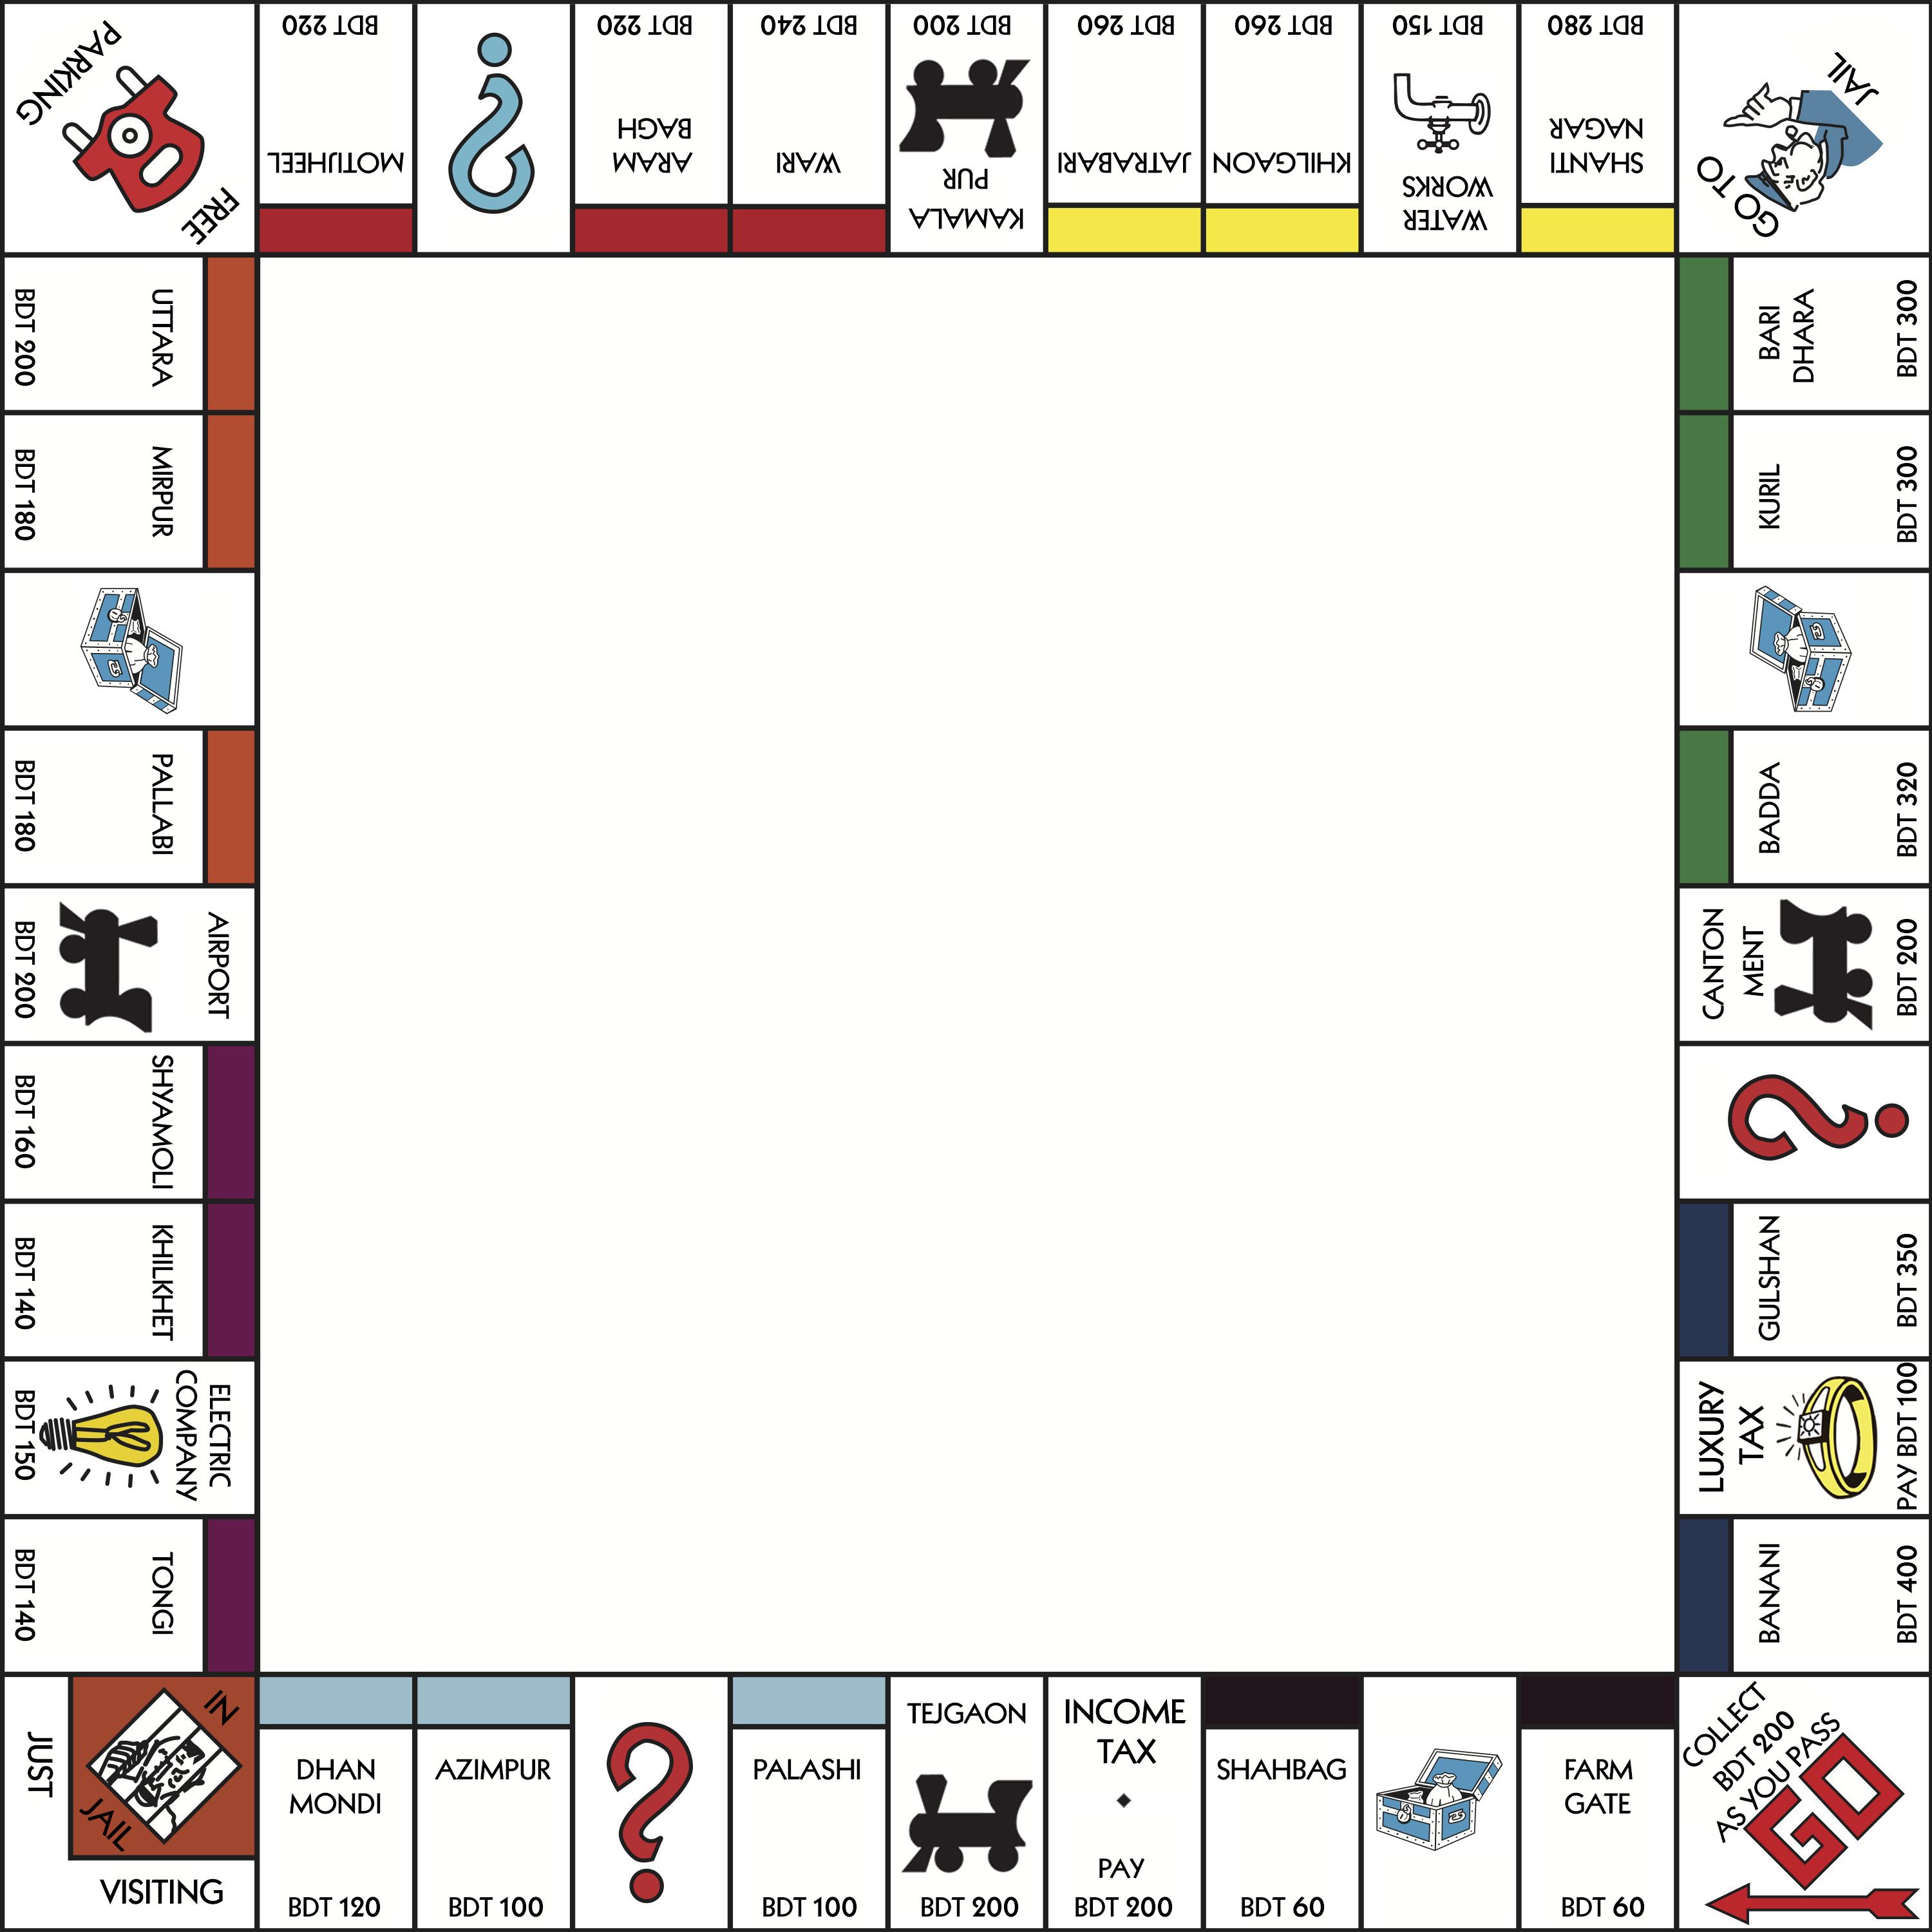 COLLECT
BDT 200
AS YOU PASS
GO
FARM
GATE
BDT 60
SHAHBAG
BDT 60
INCOME
TAX
PAY
BDT 200
TEJGAON
BDT 200
PALASHI
BDT 100
AZIMPUR
BDT 100
DHAN
MONDI
BDT 120
IN
JAIL
JUST
VISITING
TONGI
BDT 140
ELECTRIC
COMPANY
BDT 150
KHILKHET
BDT 140
SHYAMOLI
BDT 160
AIRPORT
BDT 200
PALLABI
BDT 180
MIRPUR
BDT 180
UTTARA
BDT 200
FREE
PARKING
MOTIJHEEL
BDT 220
?
ARAM
BAGH
BDT 220
WARI
BDT 240
KAMALA
PUR
BDT 200
JATRABARI
BDT 260
KHILGAON
BDT 260
WATER
WORKS
BDT 150
SHANTI
NAGAR
BDT 280
GO TO
JAIL
BARI
DHARA
BDT 300
KURIL
BDT 300
BADDA
BDT 320
CANTON
MENT
BDT 200
?
GULSHAN
BDT 350
LUXURY
TAX
PAY BDT 100
BANANI
BDT 400
?